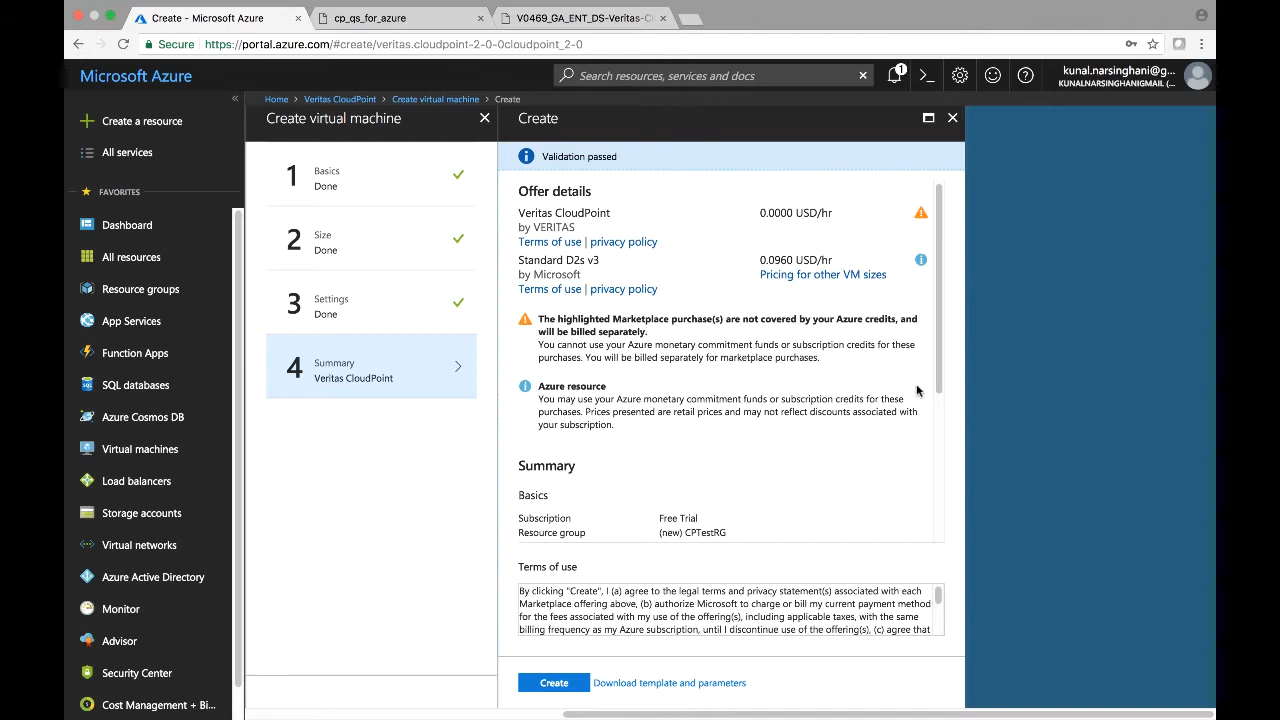 Create - Microsoft Azure
cp_qs_for_azure
V0469_GA_ENT_DS-Veritas-Cl
Secure
https://portal.azure.com/#create/veritas.cloudpoint-2-0-0cloudpoint_2-0
Microsoft Azure
Search resources, services and docs
1
kunal.narsinghani@g...
KUNALNARSINGHANIGMAIL (...
Home > Veritas CloudPoint > Create virtual machine > Create
Create a resource
All services
FAVORITES
Dashboard
All resources
Resource groups
App Services
Function Apps
SQL databases
Azure Cosmos DB
Virtual machines
Load balancers
Storage accounts
Virtual networks
Azure Active Directory
Monitor
Advisor
Security Center
Cost Management + Bi...
Create virtual machine
1
Basics
Done
2
Size
Done
3
Settings
Done
4
Summary
Veritas CloudPoint
Create
Validation passed
Offer details
Veritas CloudPoint 0.0000 USD/hr
by VERITAS
Terms of use | privacy policy
Standard D2s v3 0.0960 USD/hr
by Microsoft Pricing for other VM sizes
Terms of use | privacy policy
The highlighted Marketplace purchase(s) are not covered by your Azure credits, and
will be billed separately.
You cannot use your Azure monetary commitment funds or subscription credits for these
purchases. You will be billed separately for marketplace purchases.
Azure resource
You may use your Azure monetary commitment funds or subscription credits for these
purchases. Prices presented are retail prices and may not reflect discounts associated with
your subscription.
Summary
Basics
Subscription Free Trial
Resource group (new) CPTestRG
Terms of use
By clicking "Create", I (a) agree to the legal terms and privacy statement(s) associated with each
Marketplace offering above, (b) authorize Microsoft to charge or bill my current payment method
for the fees associated with my use of the offering(s), including applicable taxes, with the same
billing frequency as my Azure subscription, until I discontinue use of the offering(s), (c) agree that
Create
Download template and parameters